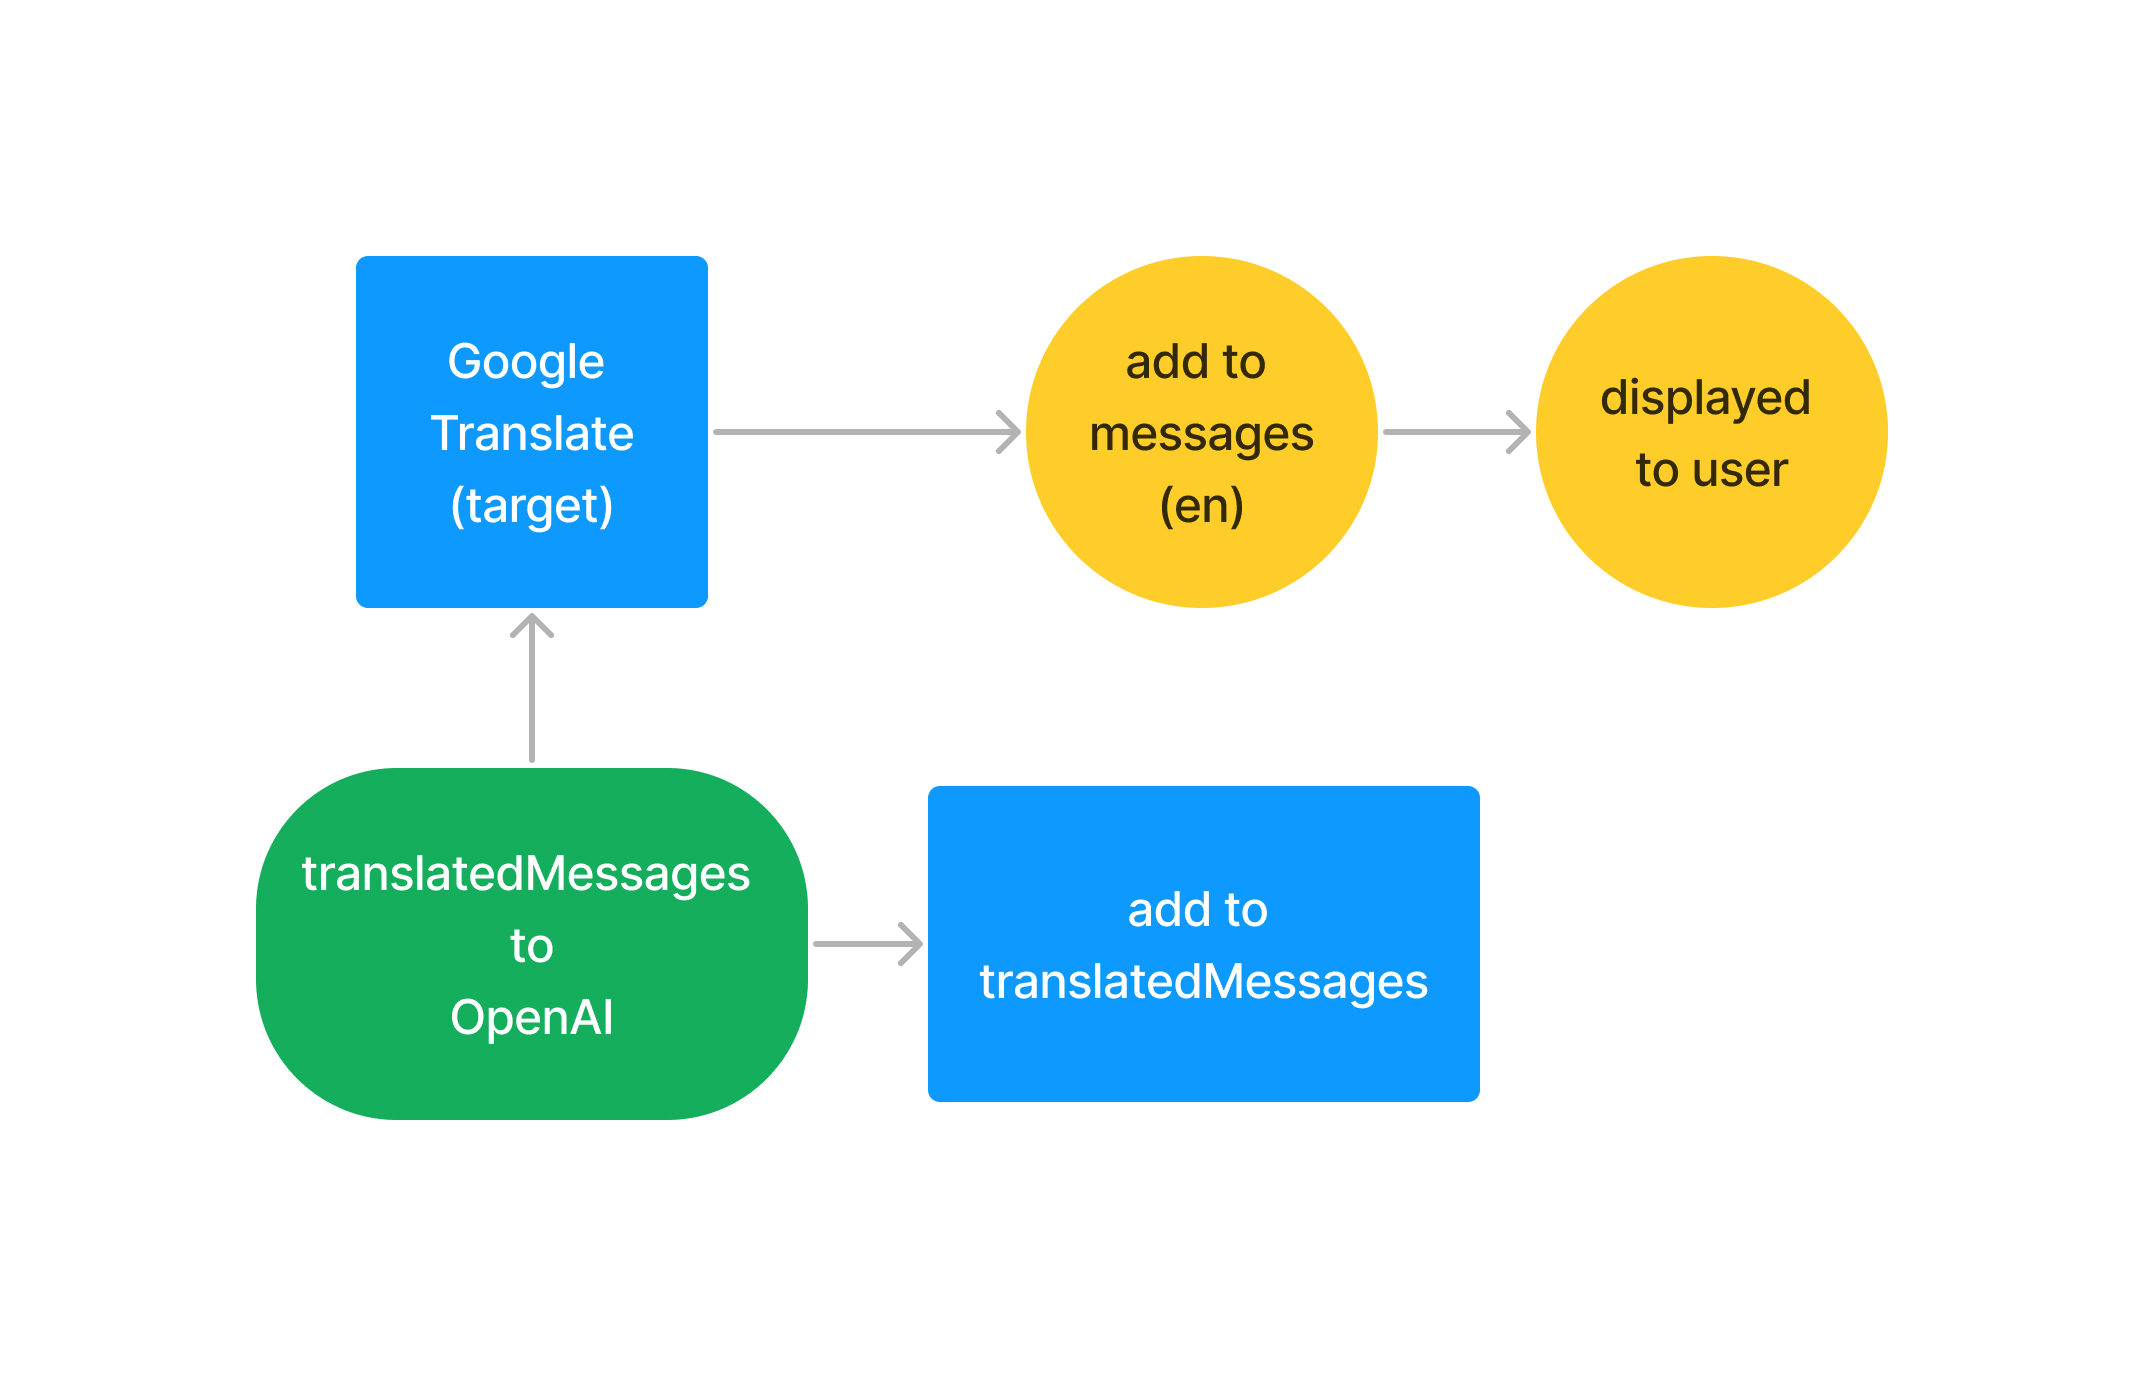 Google
Translate
(target)
add to
messages
(en)
displayed
to user
translatedMessages
to
OpenAI
add to
translatedMessages